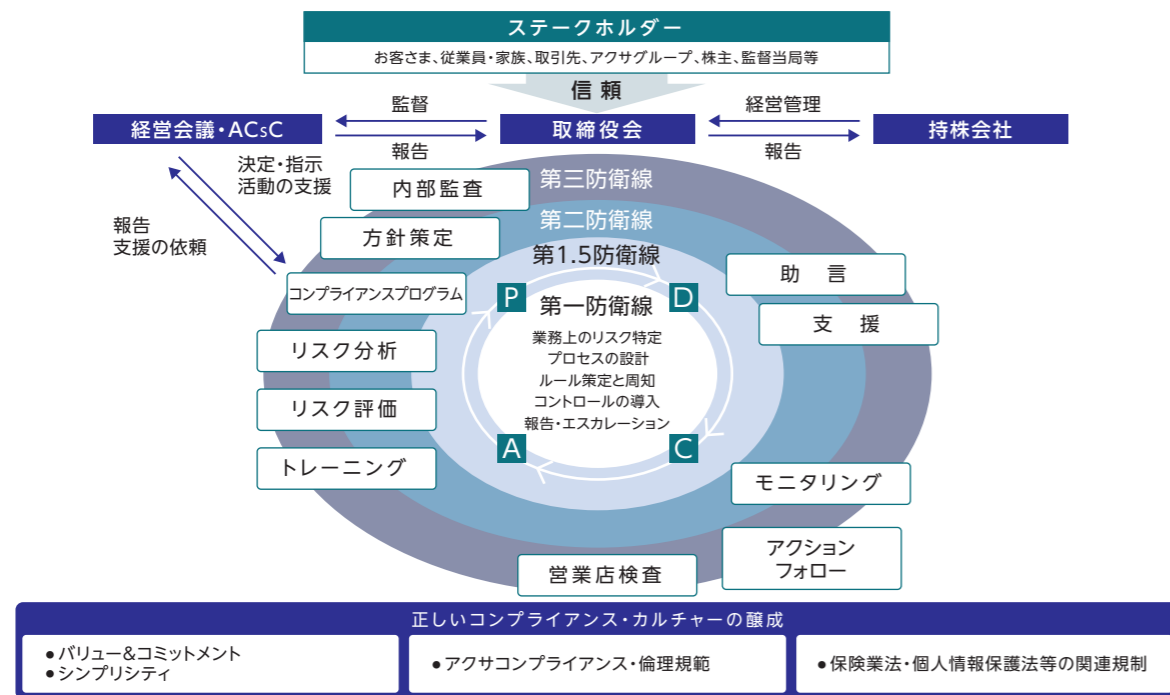 ステークホルダー
お客さま、従業員・家族、取引先、アクサグループ、株主、監督当局等
信頼
監督
経営管理
経営会議・ACsC
取締役会
持株会社
報告
報告
決定・指示
活動の支援
報告
支援の依頼
第三防衛線
内部監査
第二防衛線
方針策定
第1.5防衛線
助言
コンプライアンスプログラム
P
D
第一防衛線
支援
業務上のリスク特定
プロセスの設計
ルール策定と周知
コントロールの導入
報告・エスカレーション
リスク分析
リスク評価
A
C
トレーニング
モニタリング
アクション
フォロー
営業店検査
正しいコンプライアンス・カルチャーの醸成
●バリュー&コミットメント
●シンプリシティ
●アクサコンプライアンス・倫理規範
●保険業法・個人情報保護法等の関連規制